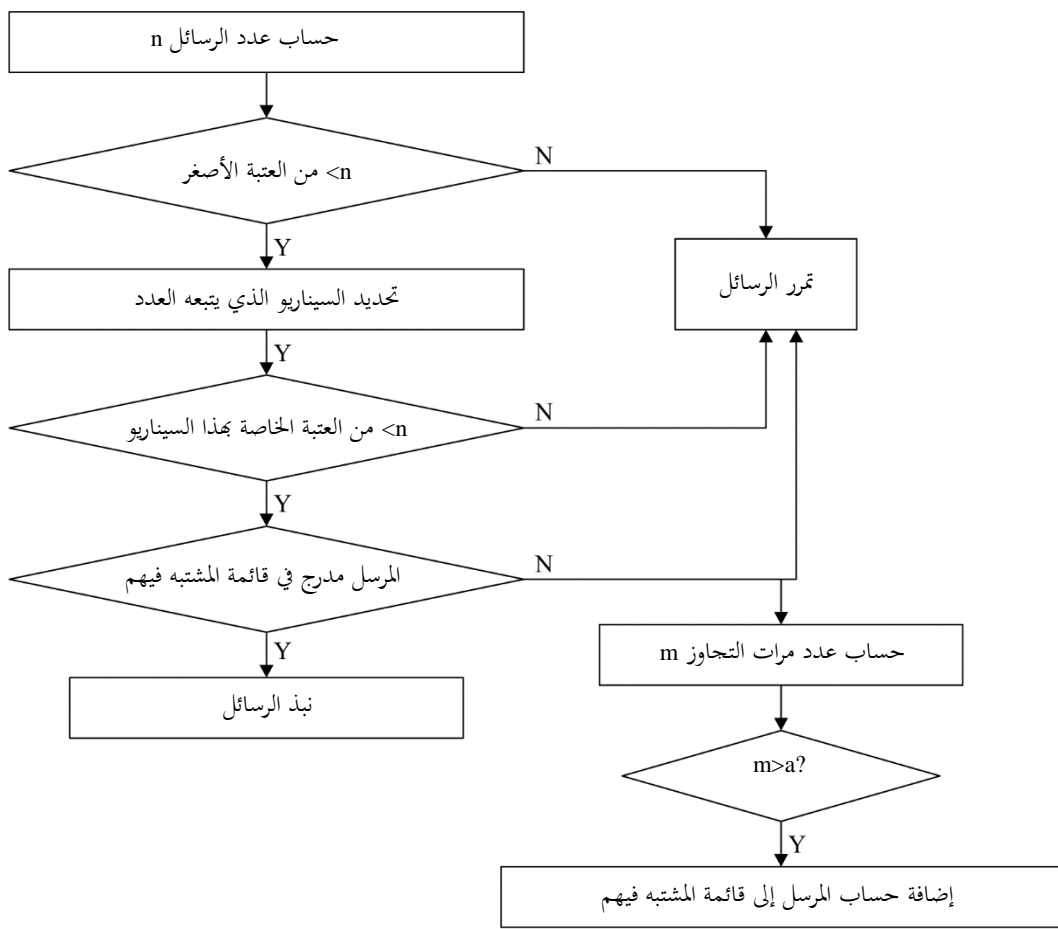 حساب عدد الرسائل n
n> من العتبة الأصغر
N
Y
تمرر الرسائل
تحديد السيناريو الذي يتبعه العدد
Y
n> من العتبة الخاصة بهذا السيناريو
N
Y
المرسل مدرج في قائمة المشتبه فيهم
N
Y
حساب عدد مرات التجاوز m
نبذ الرسائل
m>a?
Y
إضافة حساب المرسل إلى قائمة المشتبه فيهم